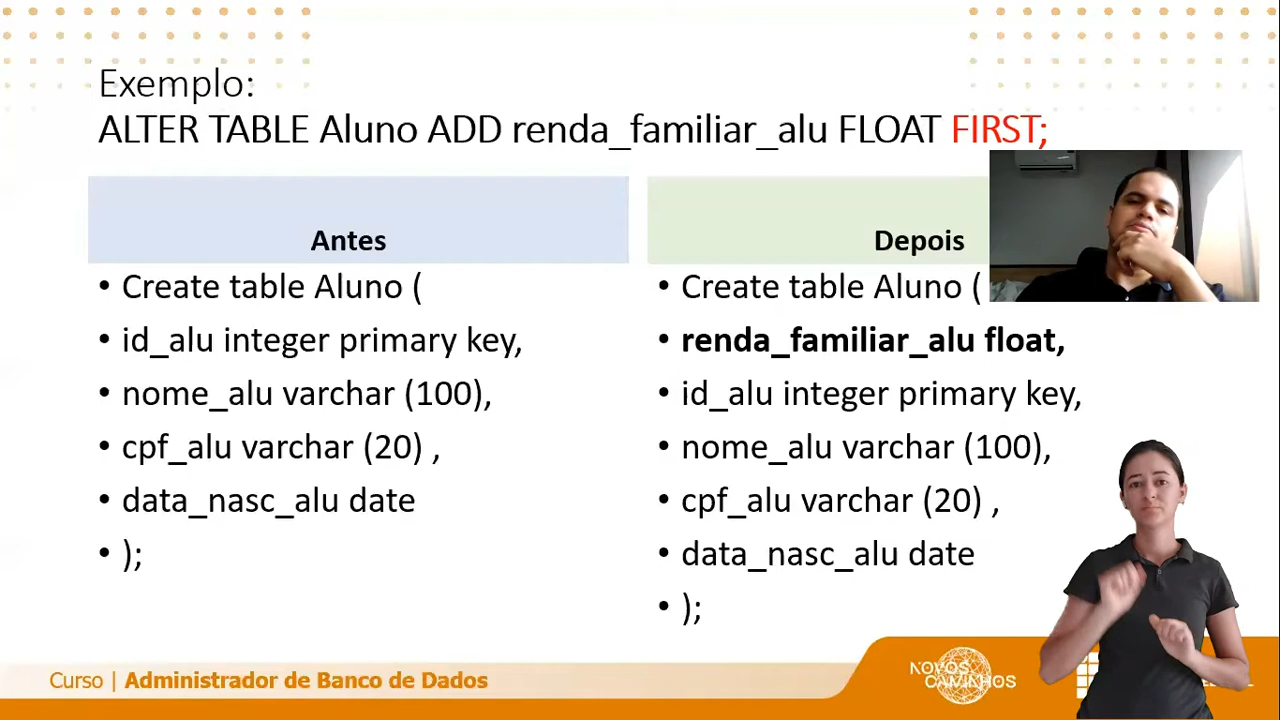 Exemplo:
ALTER TABLE Aluno ADD renda_familiar_alu FLOAT FIRST;
Antes
• Create table Aluno (
• id_alu integer primary key,
• nome_alu varchar (100),
• cpf_alu varchar (20) ,
• data_nasc_alu date
• );
Depois
• Create table Aluno (
• renda_familiar_alu float,
• id_alu integer primary key,
• nome_alu varchar (100),
• cpf_alu varchar (20) ,
• data_nasc_alu date
• );
Curso | Administrador de Banco de Dados
NOVOS
CAMINHOS